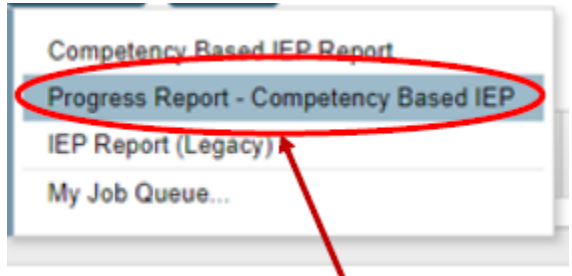 Competency Based IEP Report
Progress Report - Competency Based IEP
IEP Report (Legacy)
My Job Queue...